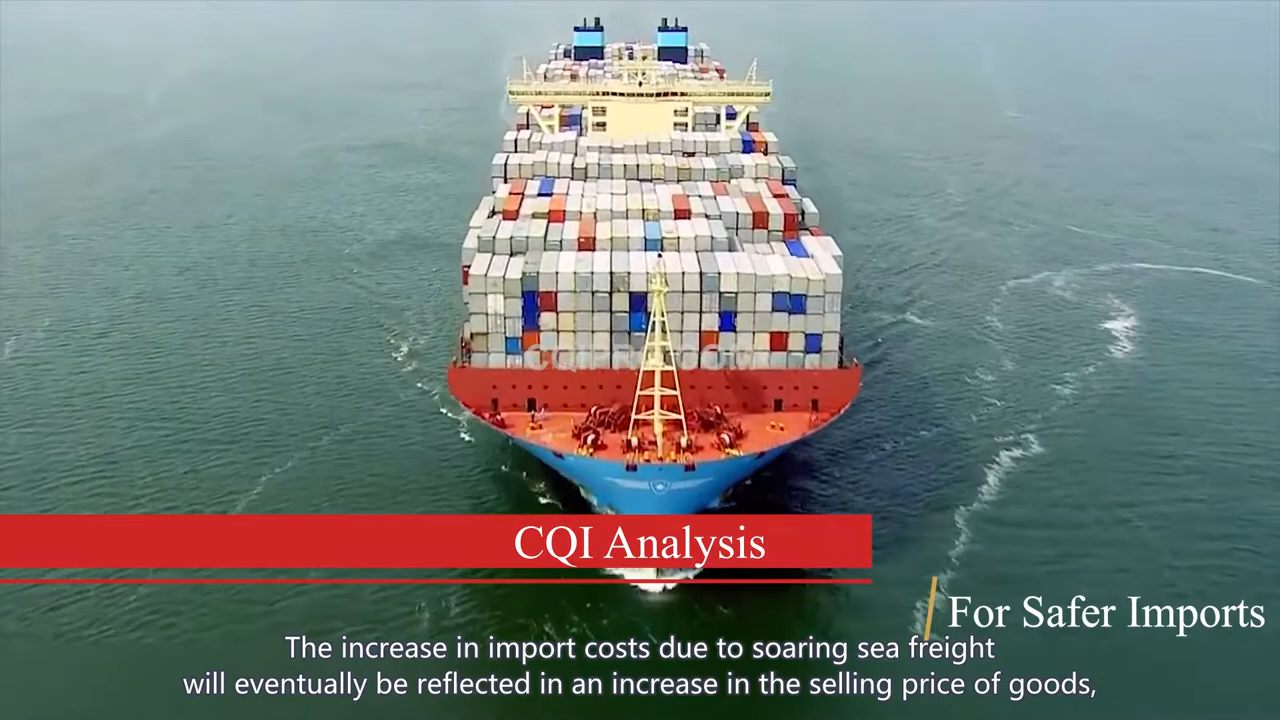 CQI Analysis
For Safer Imports
The increase in import costs due to soaring sea freight
will eventually be reflected in an increase in the selling price of goods,